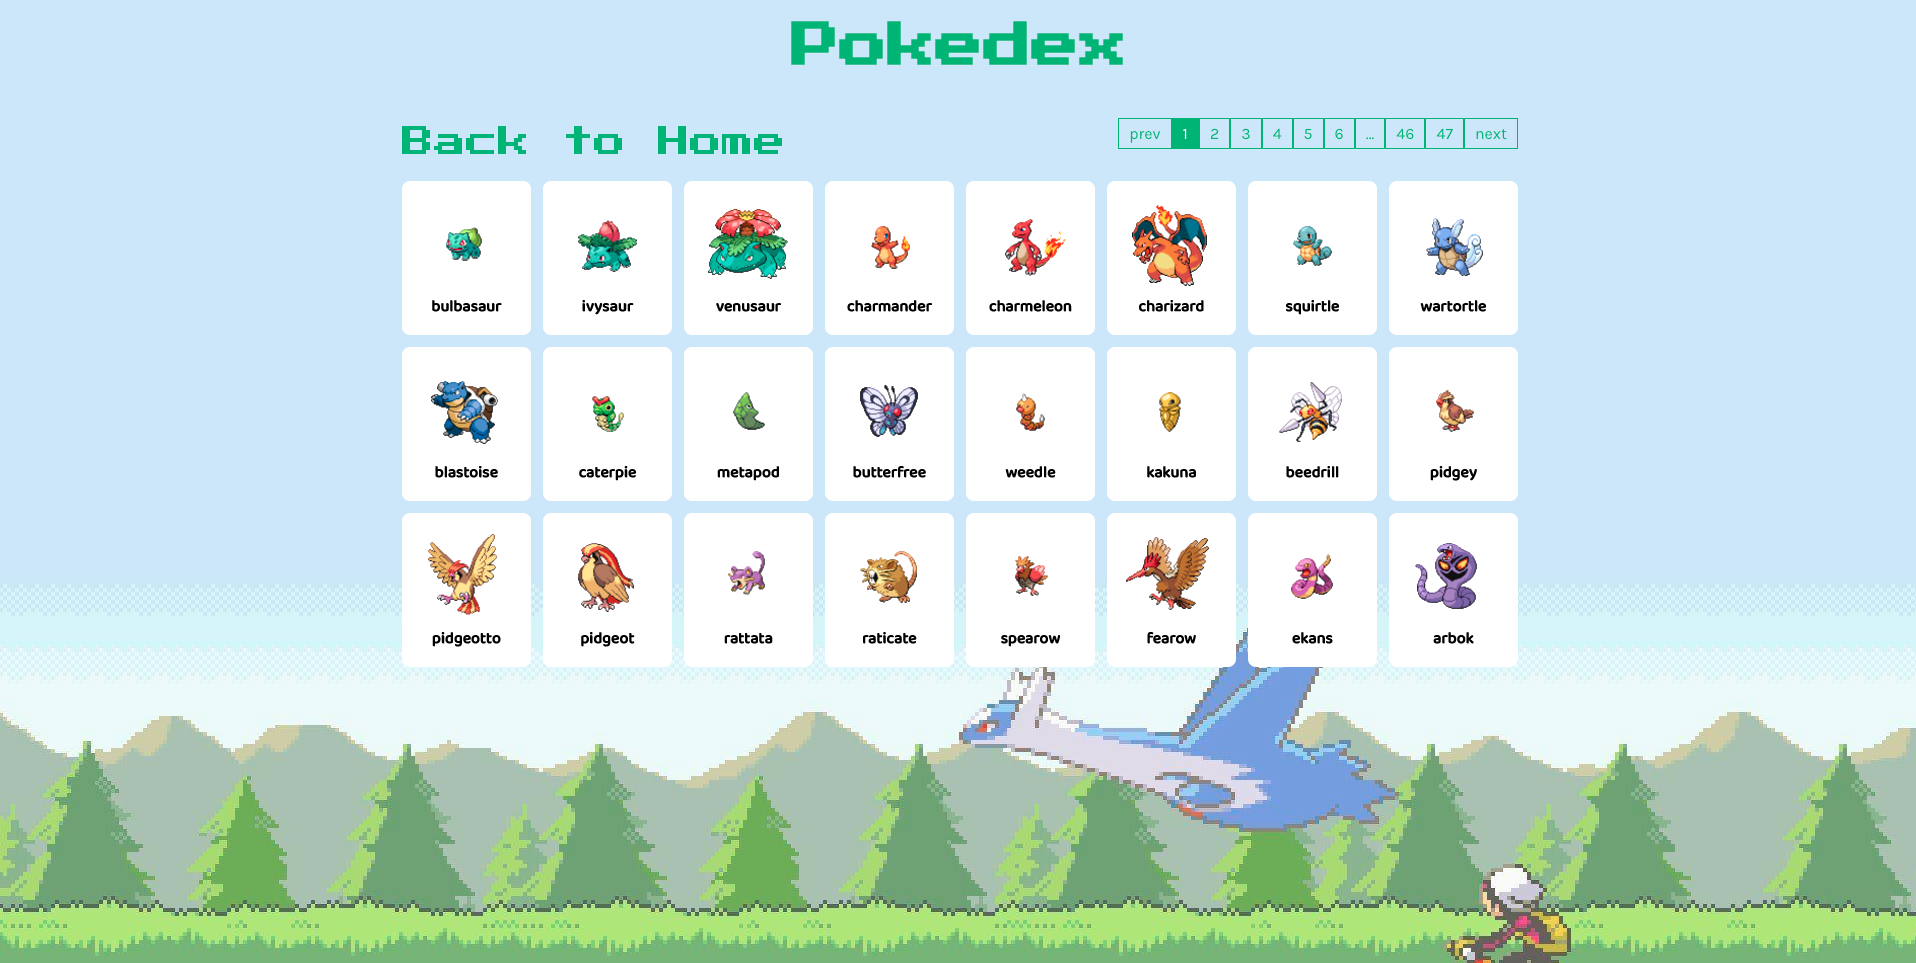 Pokedex
Back to Home
prev 1 2 3 4 5 6 ... 46 47 next
bulbasaur ivysaur venusaur charmander charmeleon charizard squirtle wartortle
blastoise caterpie metapod butterfree weedle kakuna beedrill pidgey
pidgeotto pidgeot rattata raticate spearow fearow ekans arbok